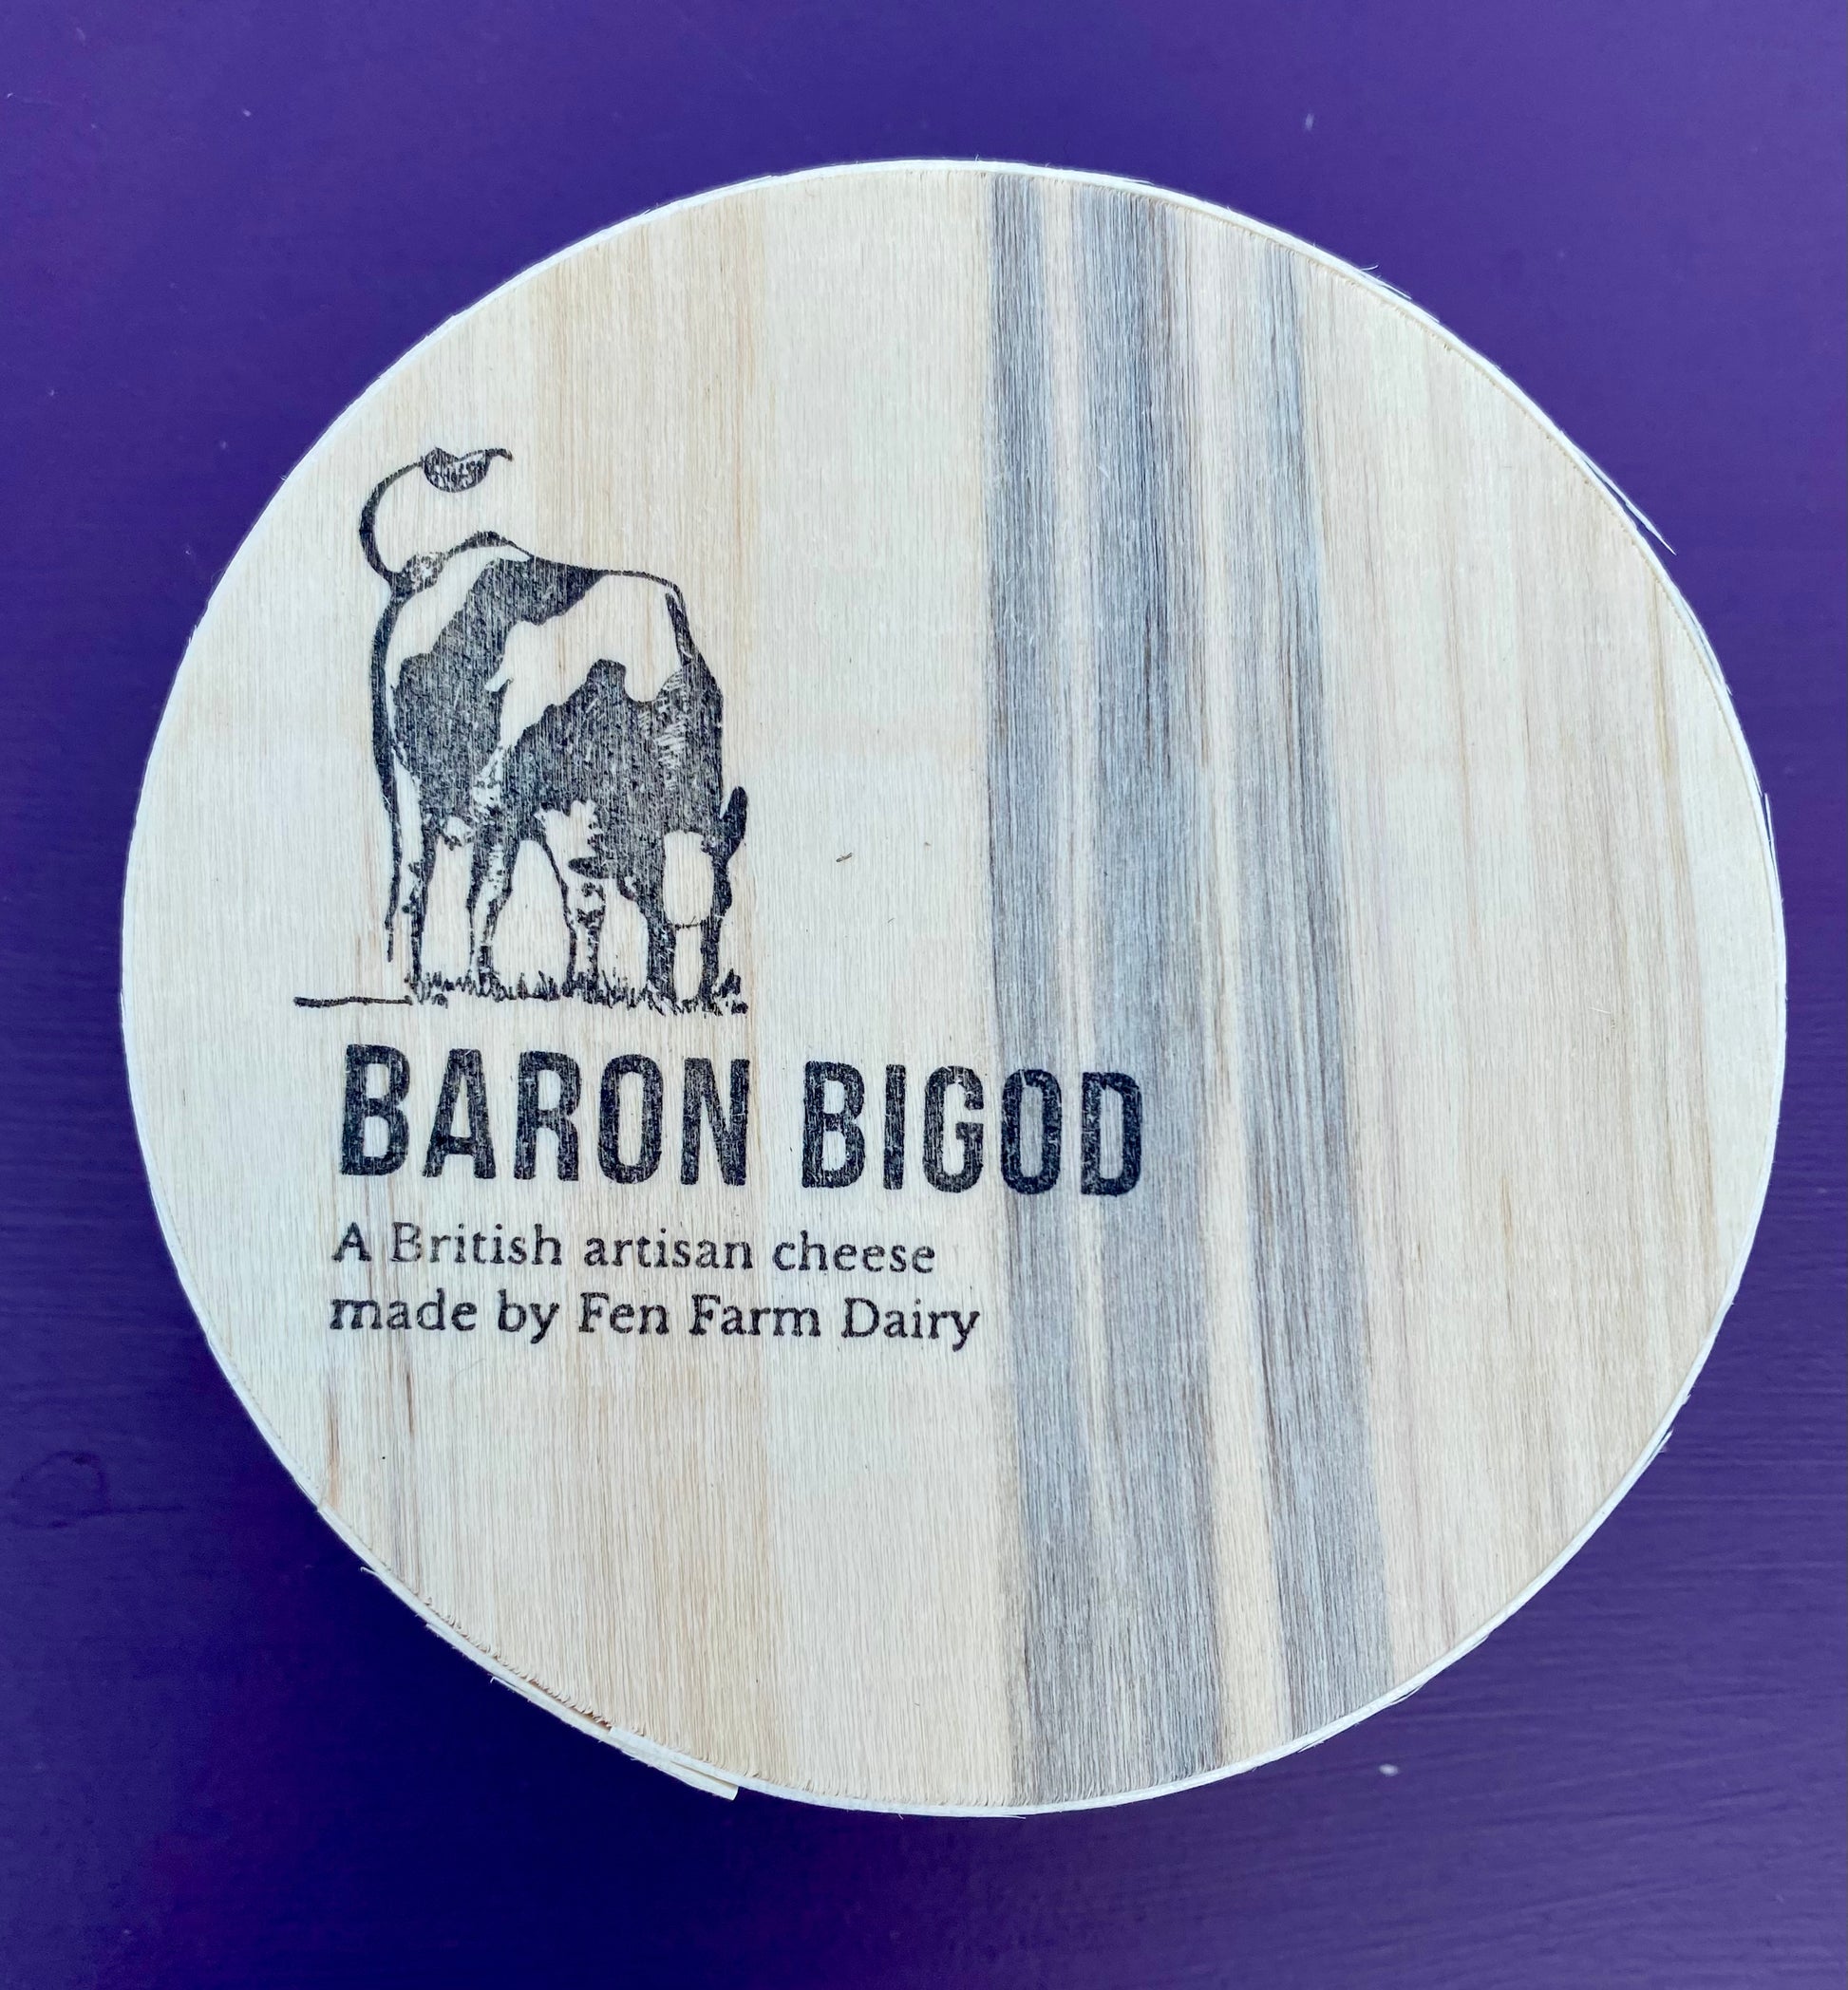 BARON BIGOD
A British artisan cheese
made by Fen Farm Dairy